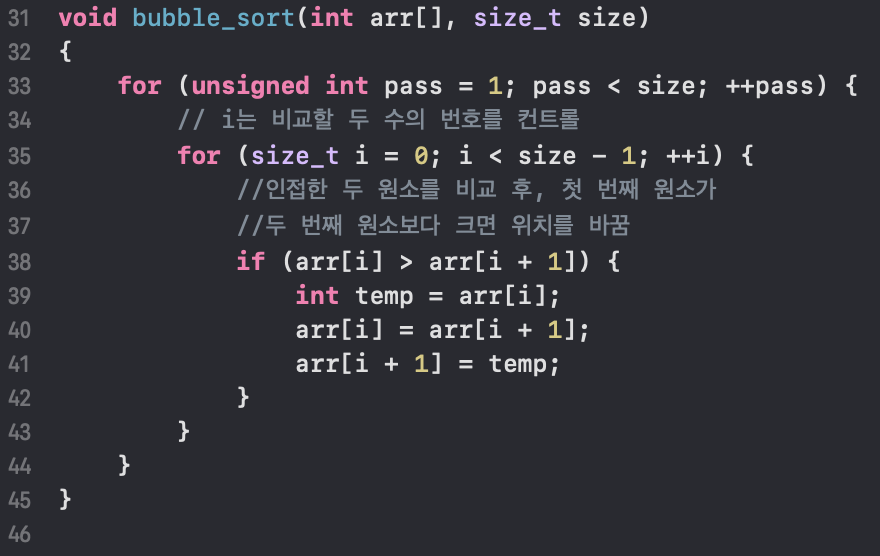 31 void bubble_sort(int arr[], size_t size)
32 {
33     for (unsigned int pass = 1; pass < size; ++pass) {
34         // i는 비교할 두 수의 번호를 컨트롤
35         for (size_t i = 0; i < size - 1; ++i) {
36             //인접한 두 원소를 비교 후, 첫 번째 원소가
37             //두 번째 원소보다 크면 위치를 바꿈
38             if (arr[i] > arr[i + 1]) {
39                 int temp = arr[i];
40                 arr[i] = arr[i + 1];
41                 arr[i + 1] = temp;
42             }
43         }
44     }
45 }
46